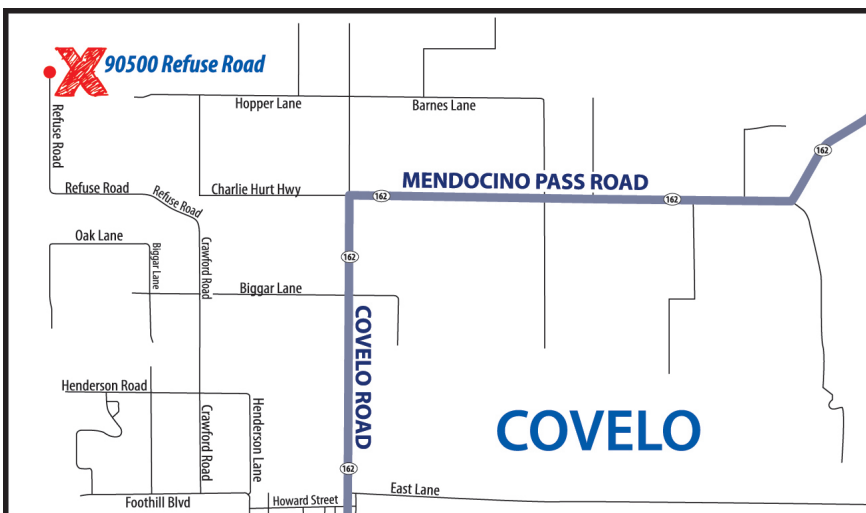 90500 Refuse Road
Hopper Lane
Barnes Lane
Refuse Road
162
MENDOCINO PASS ROAD
Refuse Road
Charlie Hurt Hwy
162
162
Refuse Road
Oak Lane
Biggar Lane
Crawford Road
162
Biggar Lane
COVELO ROAD
Henderson Road
Crawford Road
Henderson Lane
COVELO
162
Foothill Blvd
Howard Street
East Lane